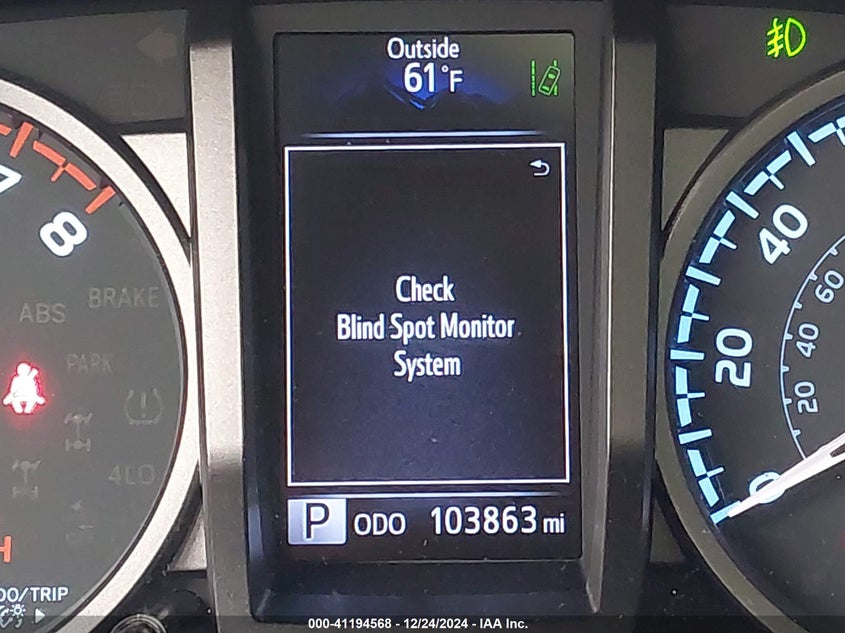 Outside
61°F
Check
Blind Spot Monitor
System
P ODO 103863 mi
7
8
ABS
BRAKE
PARK
4LO
H
DO/TRIP
0
20
40
20
40
60
000-41194568 - 12/24/2024 - IAA Inc.